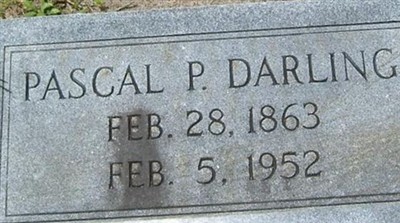 PASCAL P. DARLING
FEB. 28, 1863
FEB. 5, 1952